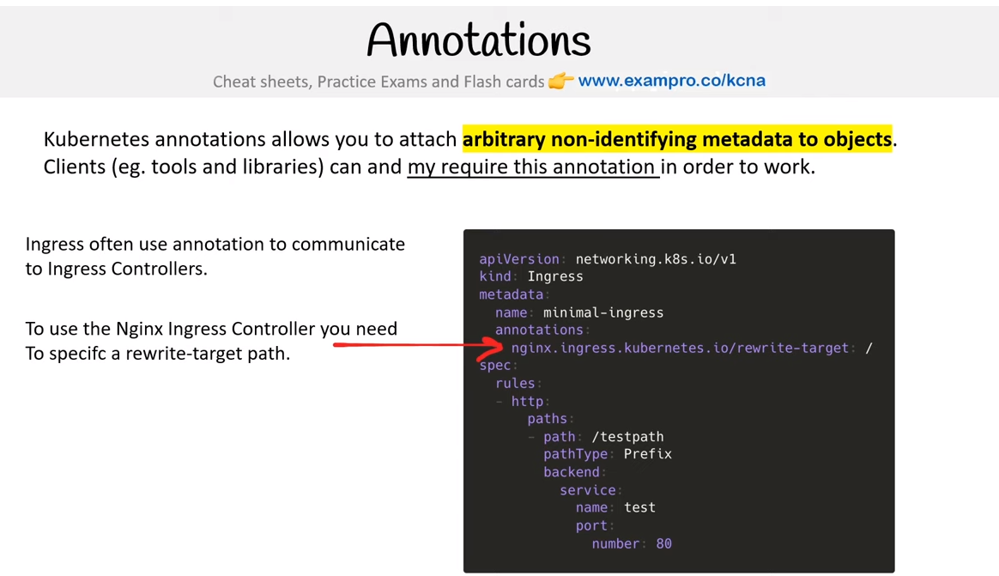 Annotations
Cheat sheets, Practice Exams and Flash cards 👉 www.exampro.co/kcna
Kubernetes annotations allows you to attach arbitrary non-identifying metadata to objects.
Clients (eg. tools and libraries) can and my require this annotation in order to work.
Ingress often use annotation to communicate
to Ingress Controllers.
To use the Nginx Ingress Controller you need
To specifc a rewrite-target path.
apiVersion: networking.k8s.io/v1
kind: Ingress
metadata:
  name: minimal-ingress
  annotations:
    nginx.ingress.kubernetes.io/rewrite-target: /
spec:
  rules:
  - http:
      paths:
      - path: /testpath
        pathType: Prefix
        backend:
          service:
            name: test
            port:
              number: 80